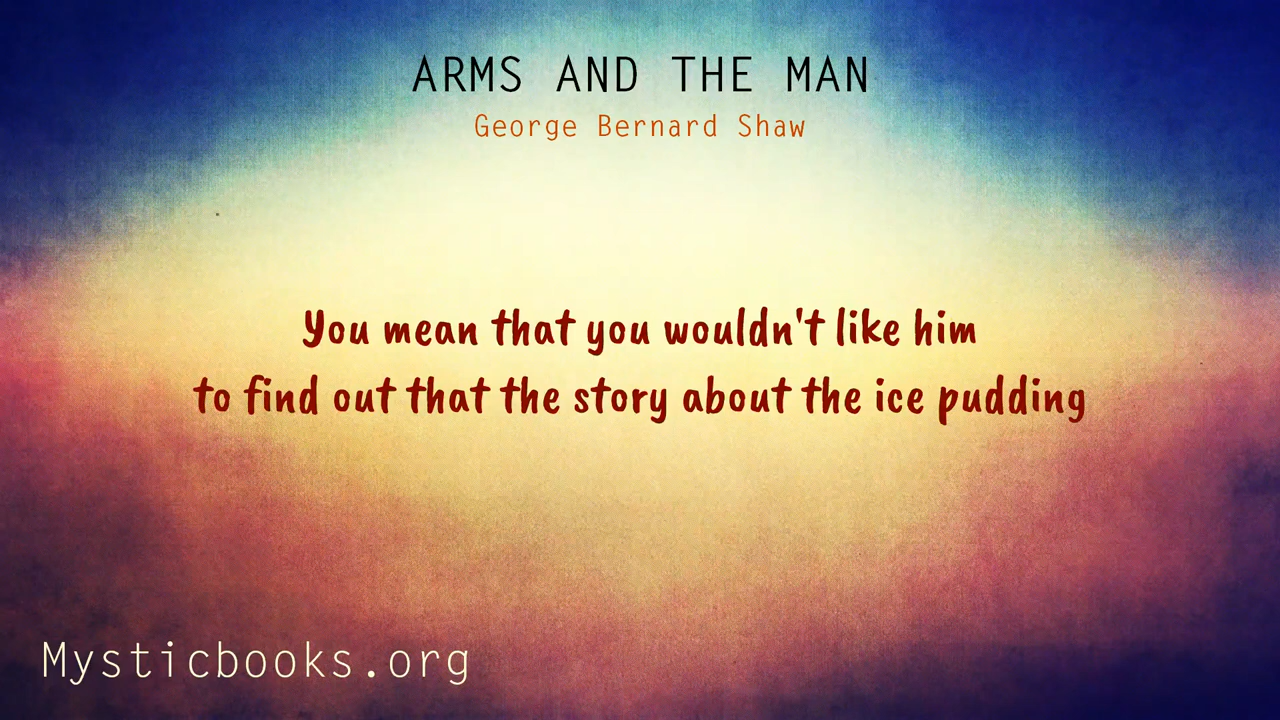 ARMS AND THE MAN
George Bernard Shaw
You mean that you wouldn't like him
to find out that the story about the ice pudding
Mysticbooks.org